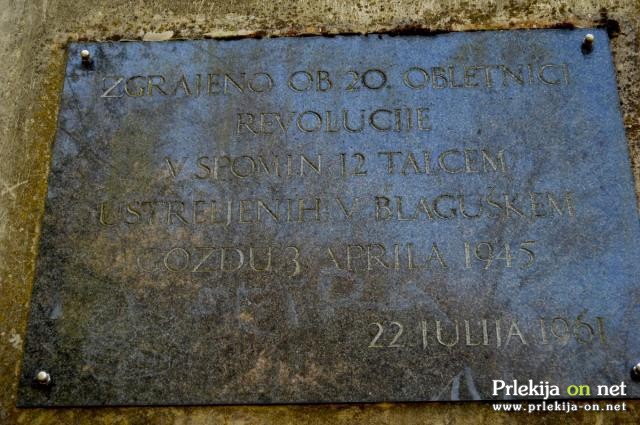 ZGRAJENO OB 20. OBLETNICI
REVOLUCIJE
V SPOMIN 12 TALCEM
USTRELJENIH V BLAGUŠKEM
GOZDU 3. APRILA 1945
22. JULIJA 1961
Prlekija on net
www.prlekija-on.net